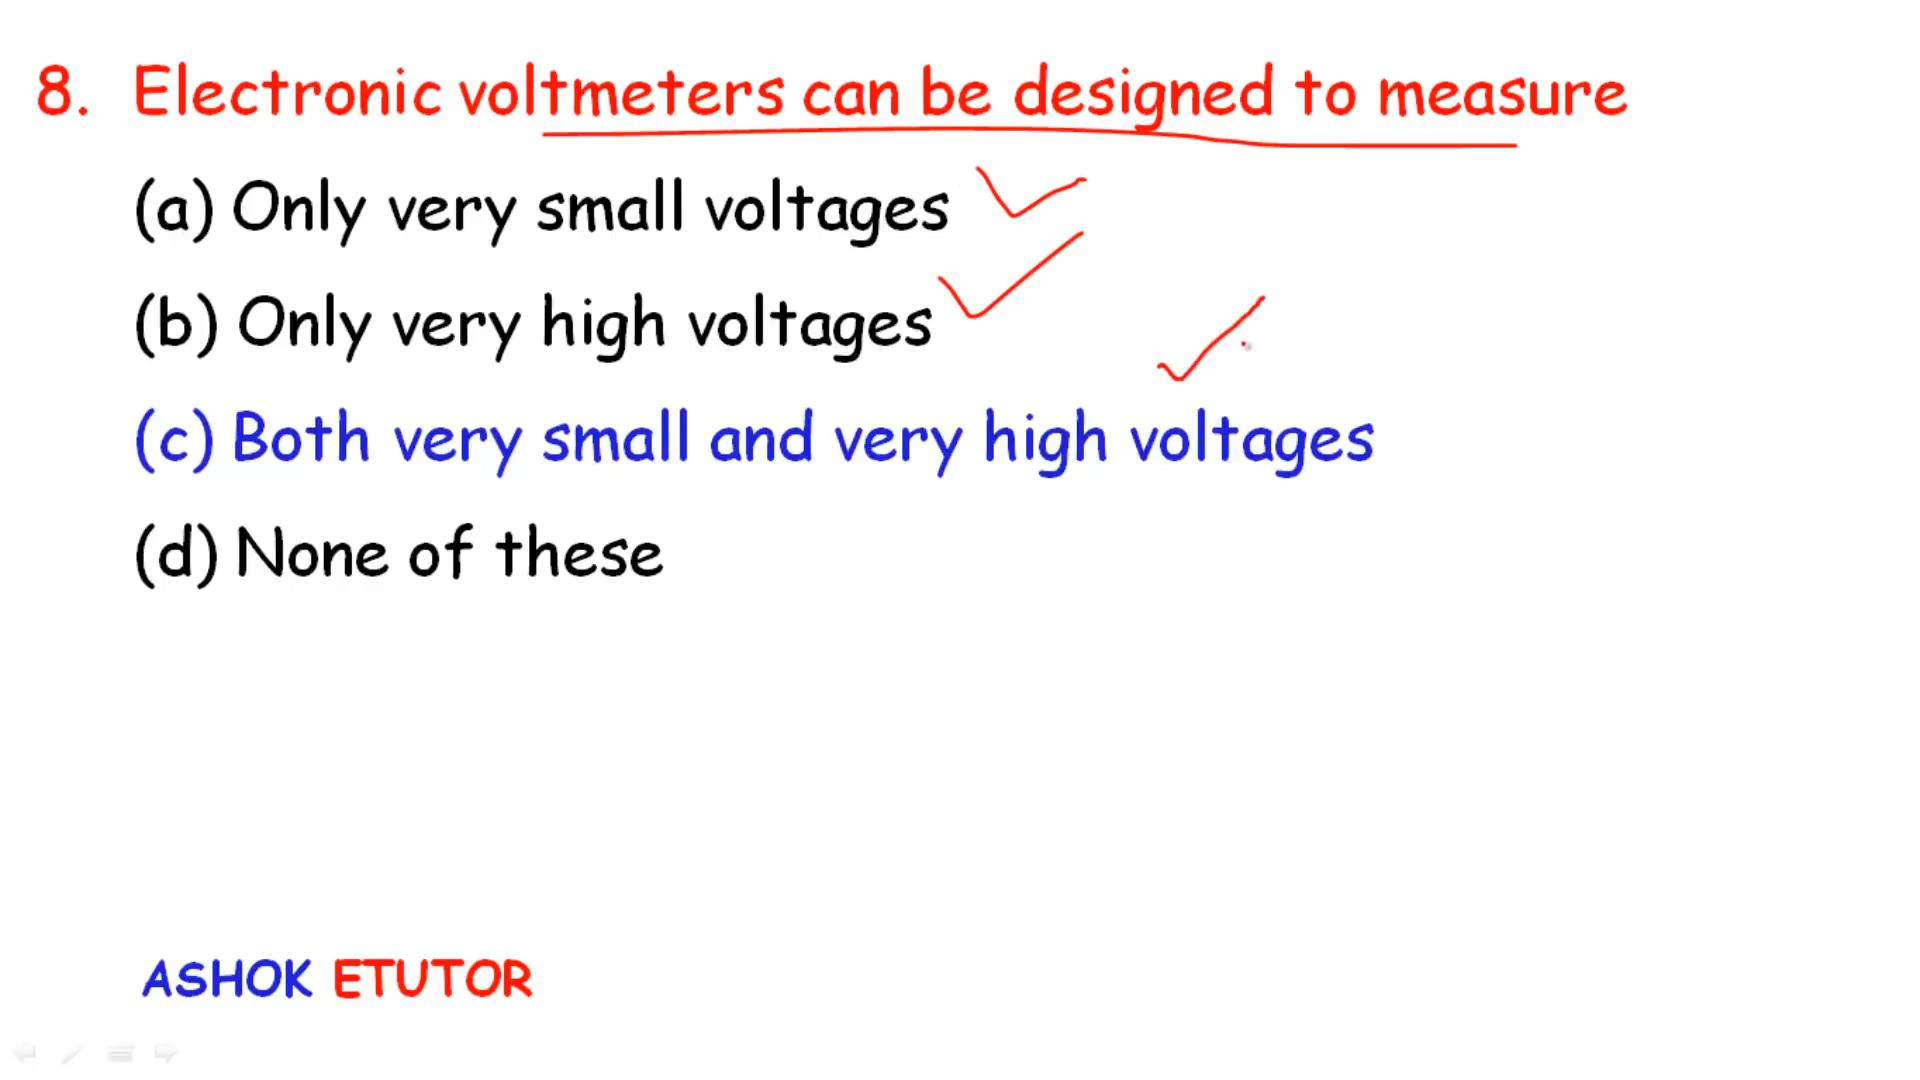 8. Electronic voltmeters can be designed to measure
(a) Only very small voltages
(b) Only very high voltages
(c) Both very small and very high voltages
(d) None of these
ASHOK ETUTOR